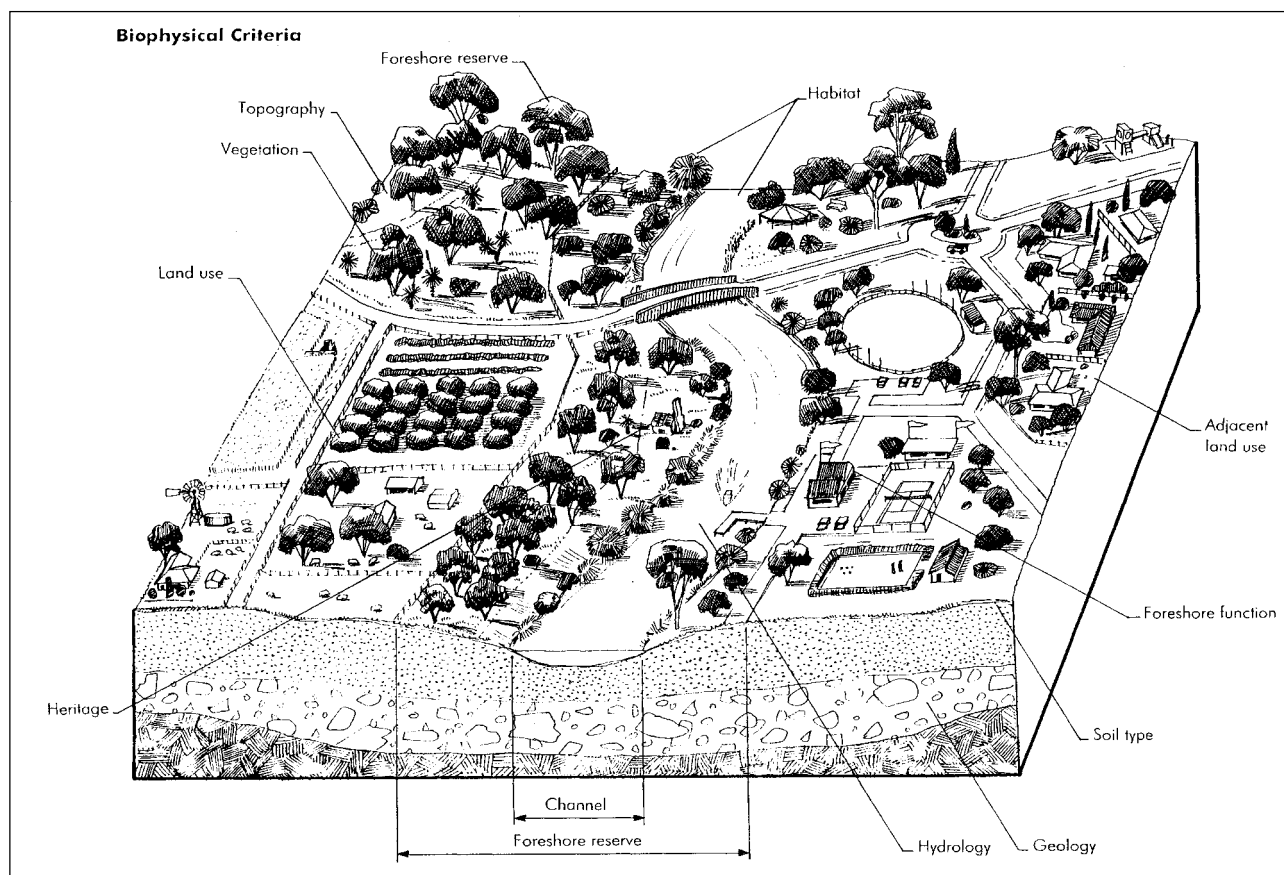 Biophysical Criteria
Foreshore reserve
Habitat
Topography
Vegetation
Land use
Adjacent
land use
Foreshore function
Heritage
Soil type
Channel
Foreshore reserve
Hydrology
Geology